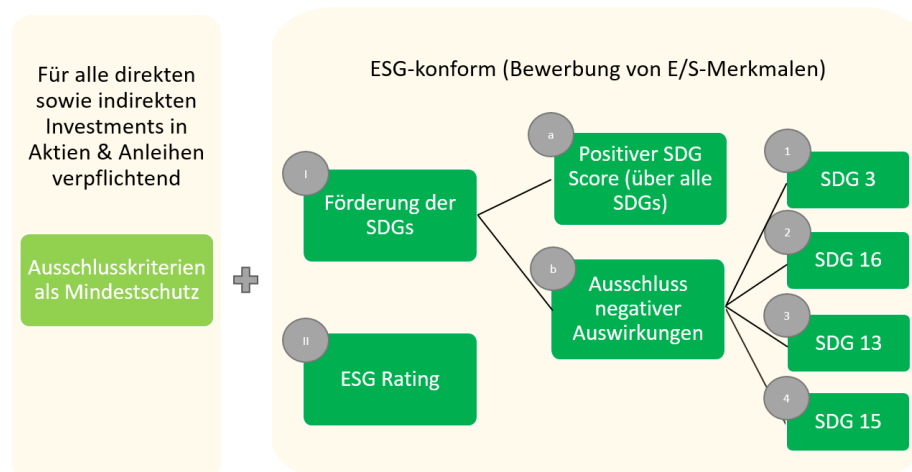 Für alle direkten
sowie indirekten
Investments in
Aktien & Anleihen
verpflichtend
Ausschlusskriterien
als Mindestschutz
ESG-konform (Bewerbung von E/S-Merkmalen)
I
Förderung der
SDGs
II
ESG Rating
a
Positiver SDG
Score (über alle
SDGs)
b
Ausschluss
negativer
Auswirkungen
1
SDG 3
2
SDG 16
3
SDG 13
4
SDG 15